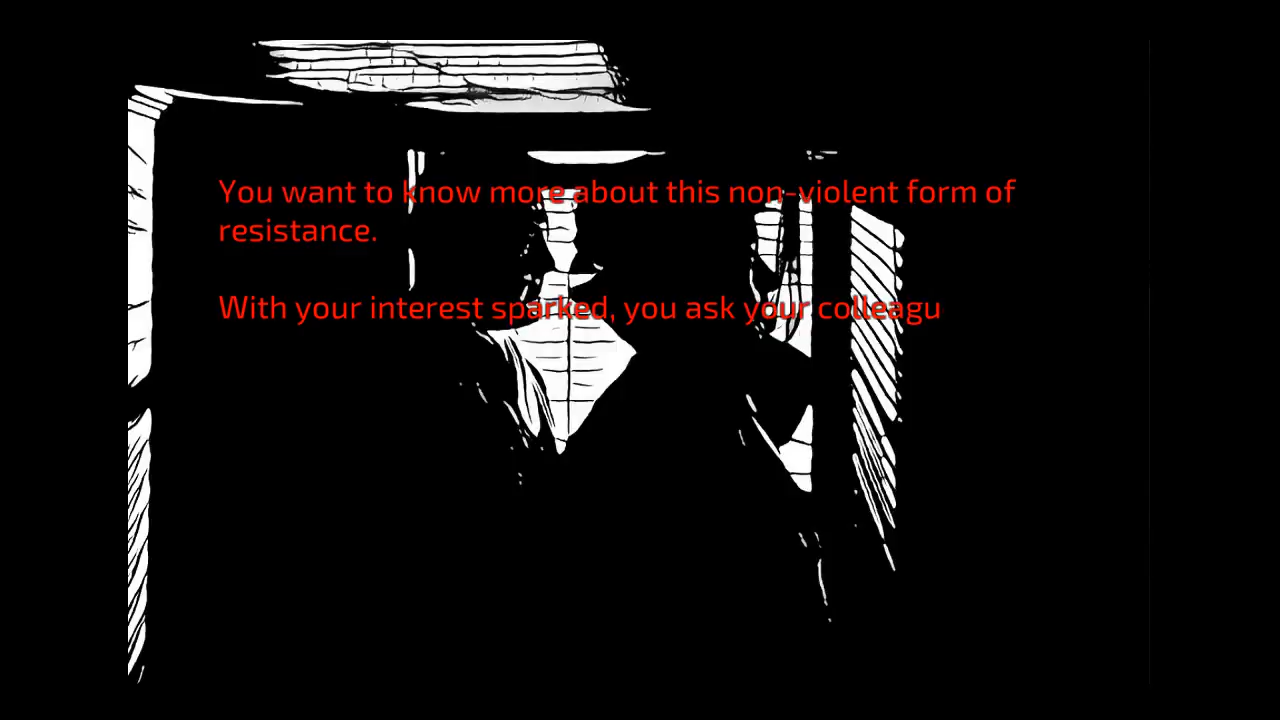 You want to know more about this non-violent form of
resistance.
With your interest sparked, you ask your colleagu